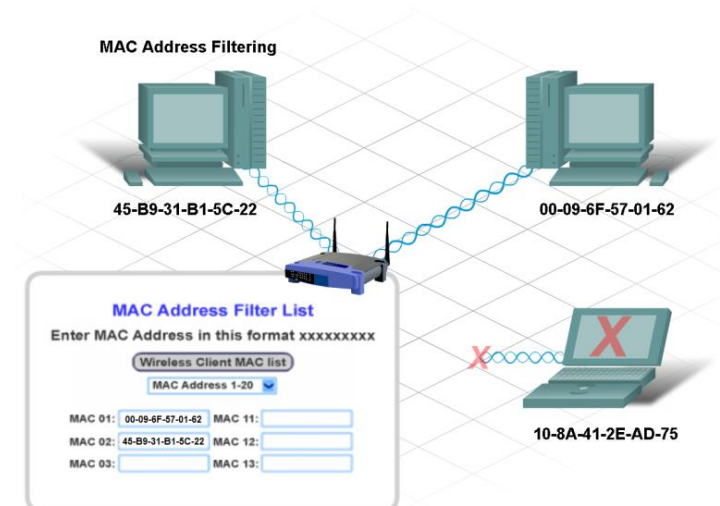 MAC Address Filtering
45-B9-31-B1-5C-22
00-09-6F-57-01-62
MAC Address Filter List
Enter MAC Address in this format xxxxxxxxx
Wireless Client MAC list
MAC Address 1-20
MAC 01: 00-09-6F-57-01-62 MAC 11:
MAC 02: 45-B9-31-B1-5C-22 MAC 12:
MAC 03: MAC 13:
X
X
10-8A-41-2E-AD-75